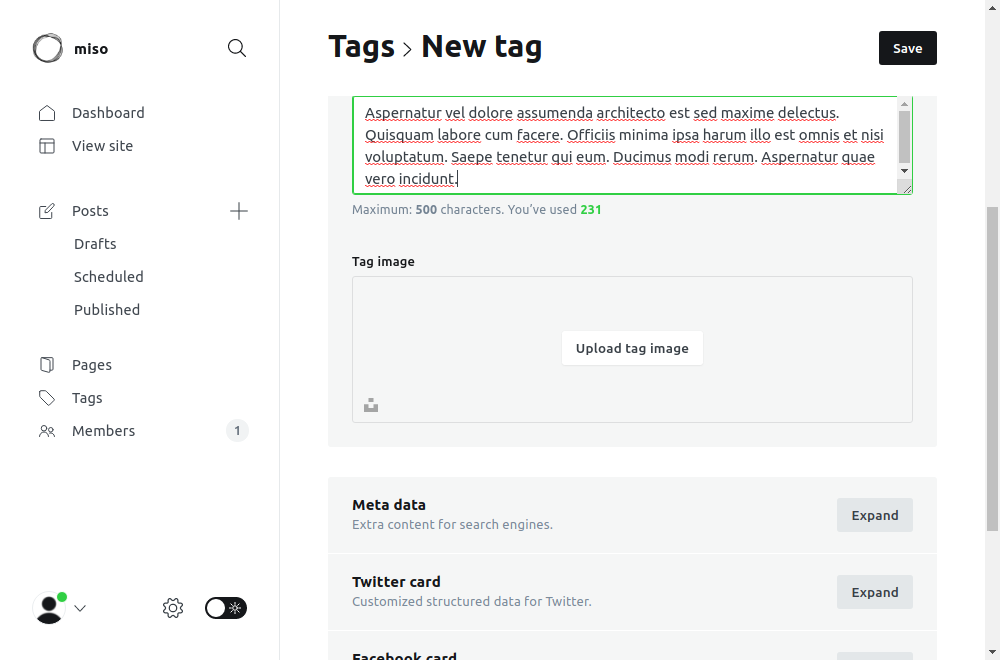 miso
Tags > New tag
Save
Dashboard
View site
Posts
Drafts
Scheduled
Published
Pages
Tags
Members
1
Aspernatur vel dolore assumenda architecto est sed maxime delectus.
Quisquam labore cum facere. Officiis minima ipsa harum illo est omnis et nisi
voluptatum. Saepe tenetur qui eum. Ducimus modi rerum. Aspernatur quae
vero incidunt.
Maximum: 500 characters. You've used 231
Tag image
Upload tag image
Meta data
Extra content for search engines.
Expand
Twitter card
Customized structured data for Twitter.
Expand
Facebook card